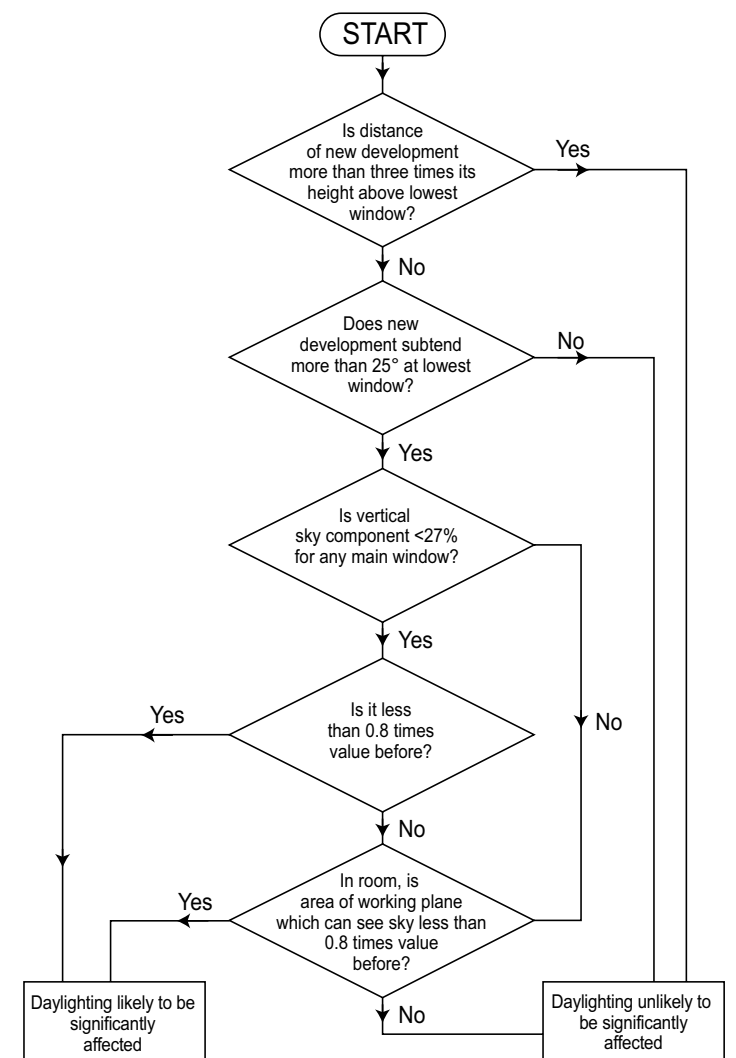 START
Is distance
of new development
more than three times its
height above lowest
window?
Yes
No
Does new
development subtend
more than 25° at lowest
window?
No
Yes
Is vertical
sky component <27%
for any main window?
Yes
No
Is it less
than 0.8 times
value before?
Yes
No
In room, is
area of working plane
which can see sky less than
0.8 times value
before?
Yes
No
Daylighting likely to be
significantly
affected
Daylighting unlikely to
be significantly
affected